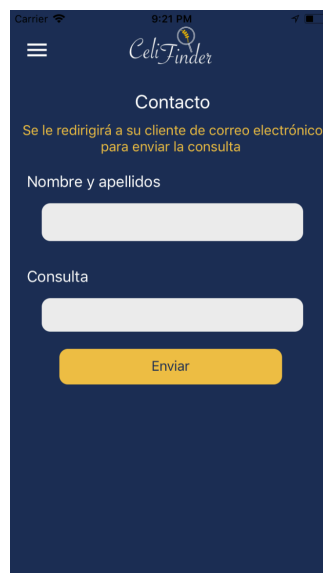 Carrier 9:21 PM
CeliFinder
Contacto
Se le redirigirá a su cliente de correo electrónico
para enviar la consulta
Nombre y apellidos
Consulta
Enviar